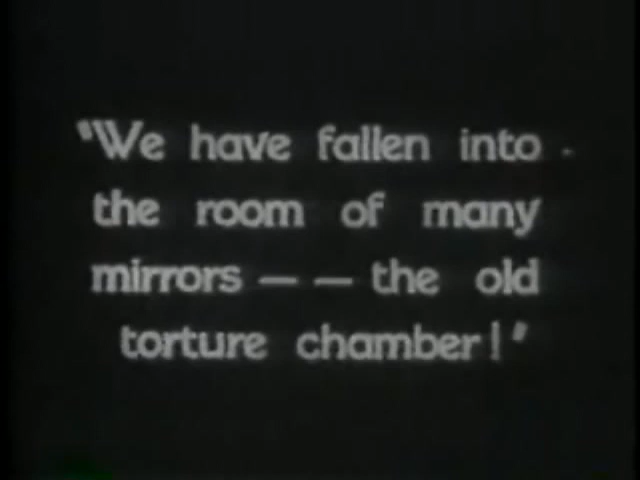 "We have fallen into
the room of many
mirrors — — the old
torture chamber!"